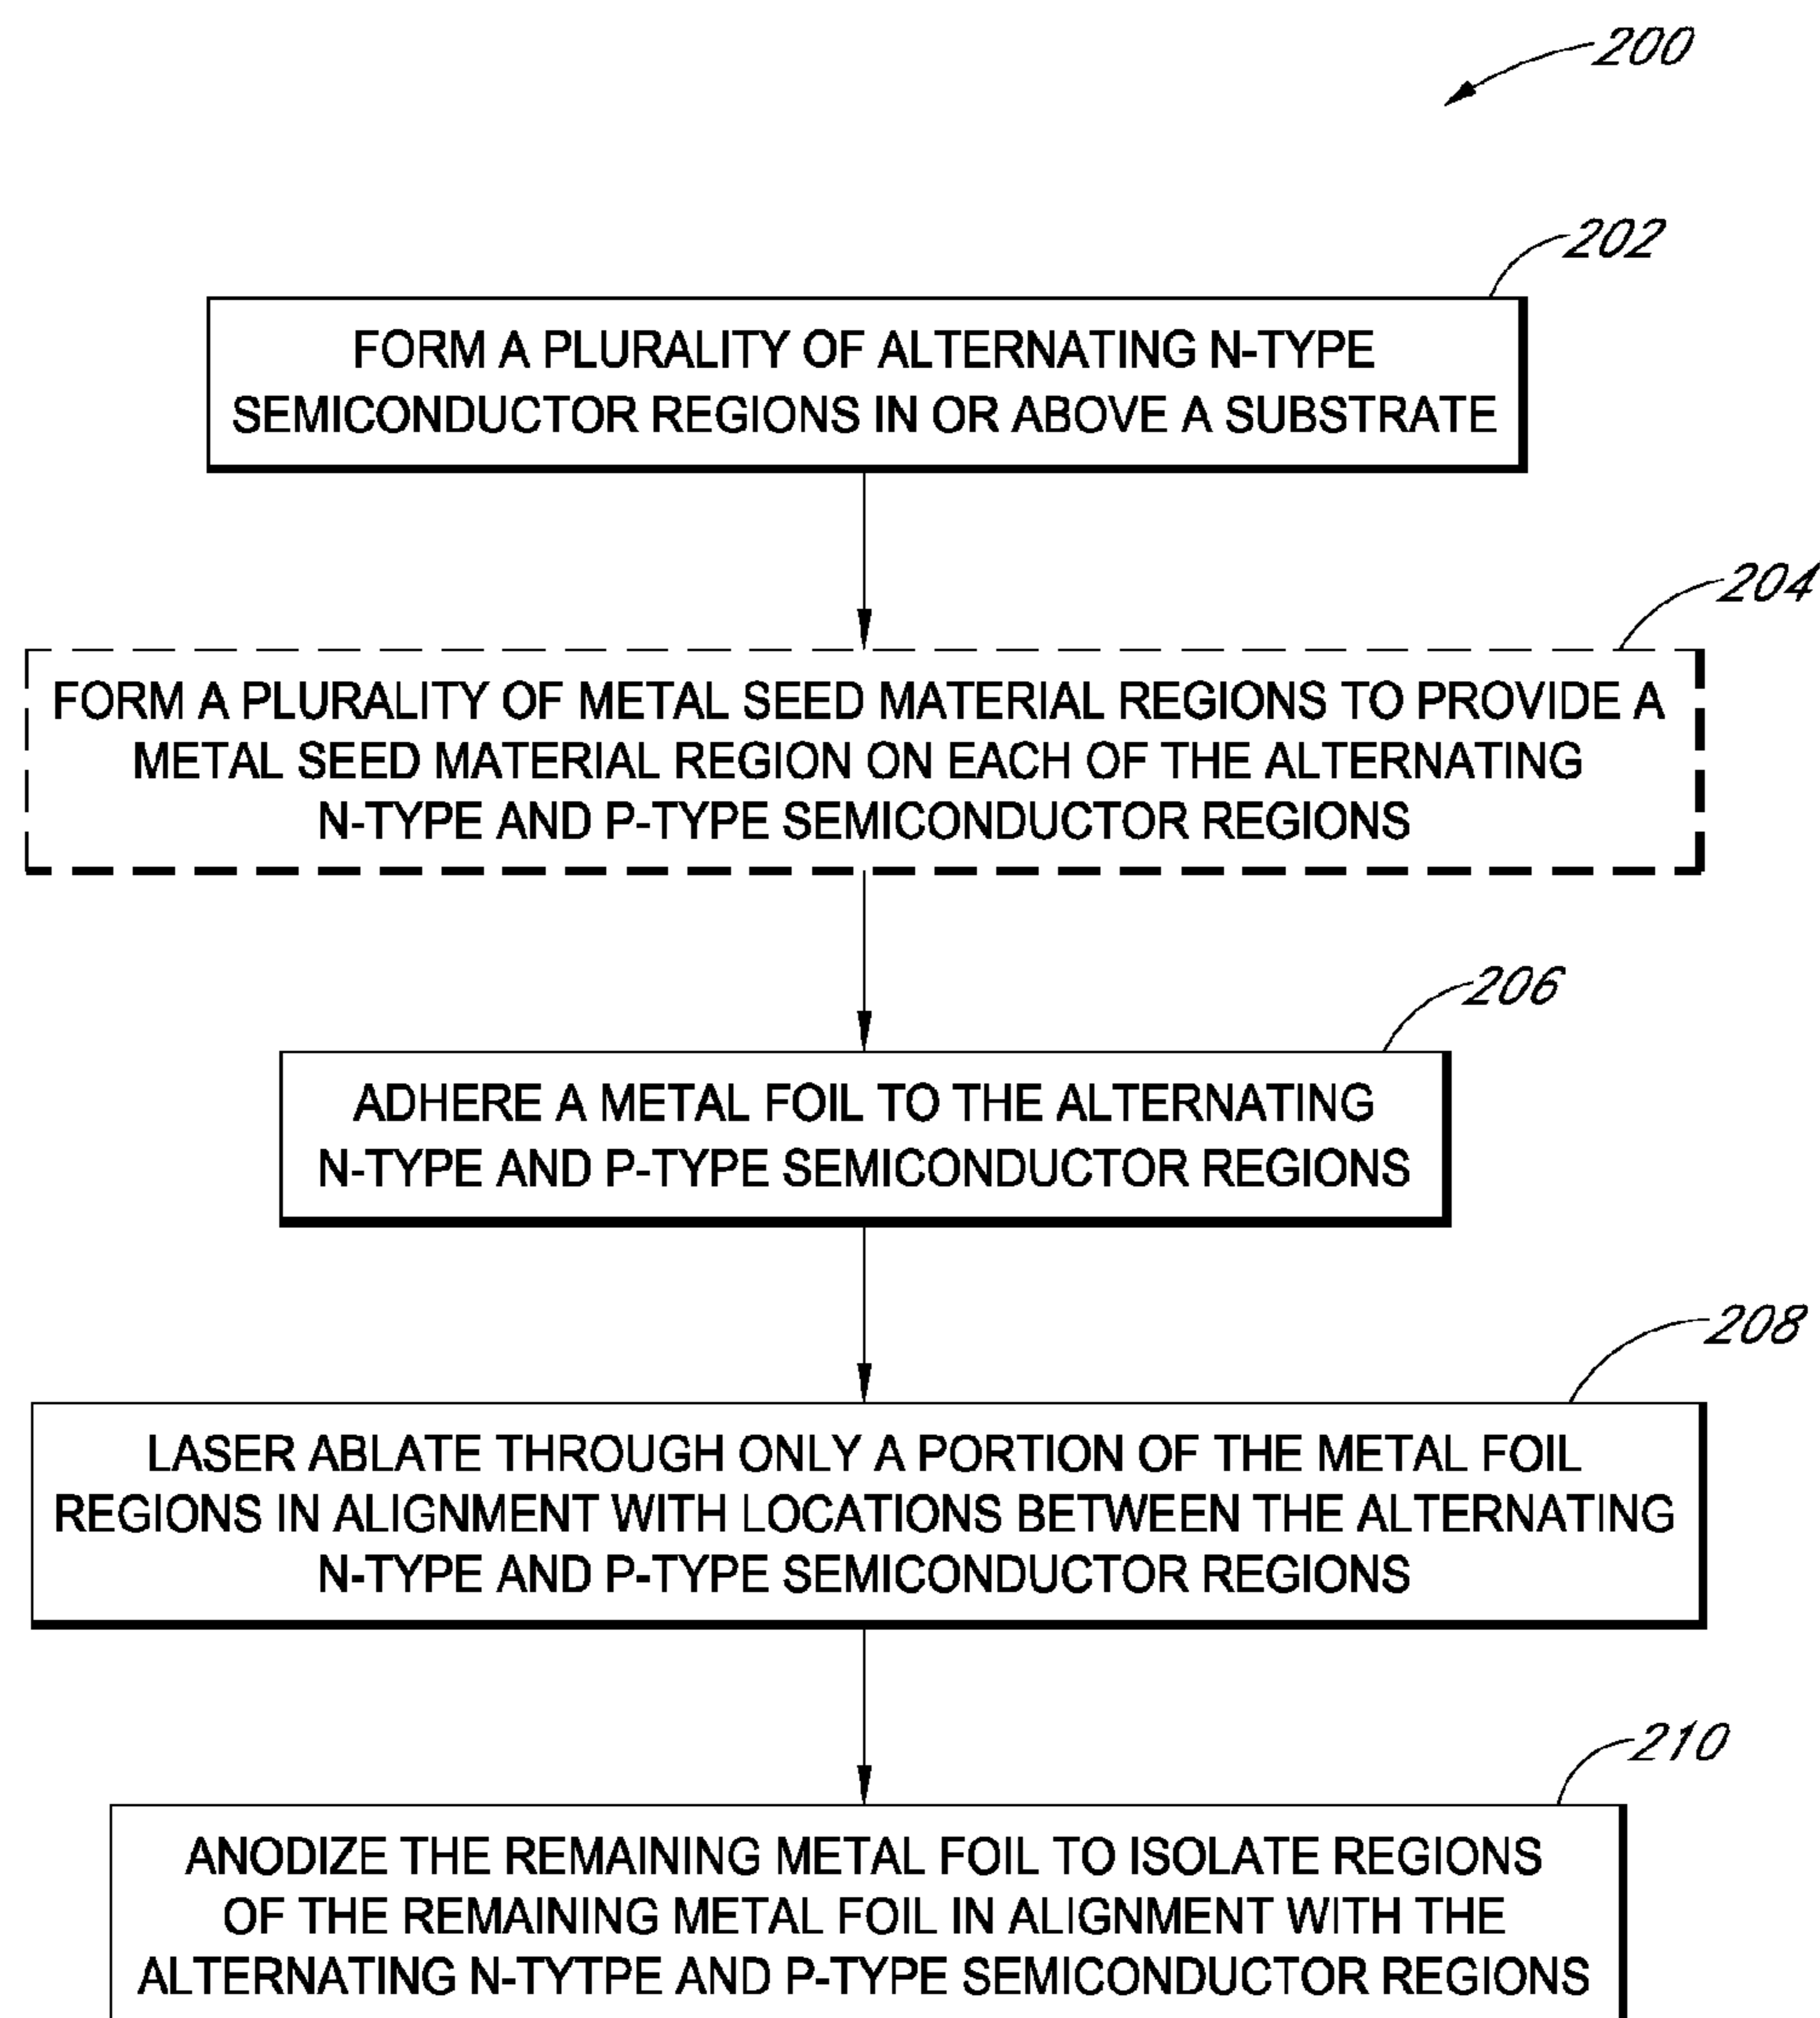 200
202
FORM A PLURALITY OF ALTERNATING N-TYPE
SEMICONDUCTOR REGIONS IN OR ABOVE A SUBSTRATE
204
FORM A PLURALITY OF METAL SEED MATERIAL REGIONS TO PROVIDE A
METAL SEED MATERIAL REGION ON EACH OF THE ALTERNATING
N-TYPE AND P-TYPE SEMICONDUCTOR REGIONS
206
ADHERE A METAL FOIL TO THE ALTERNATING
N-TYPE AND P-TYPE SEMICONDUCTOR REGIONS
208
LASER ABLATE THROUGH ONLY A PORTION OF THE METAL FOIL
REGIONS IN ALIGNMENT WITH LOCATIONS BETWEEN THE ALTERNATING
N-TYPE AND P-TYPE SEMICONDUCTOR REGIONS
210
ANODIZE THE REMAINING METAL FOIL TO ISOLATE REGIONS
OF THE REMAINING METAL FOIL IN ALIGNMENT WITH THE
ALTERNATING N-TYTPE AND P-TYPE SEMICONDUCTOR REGIONS